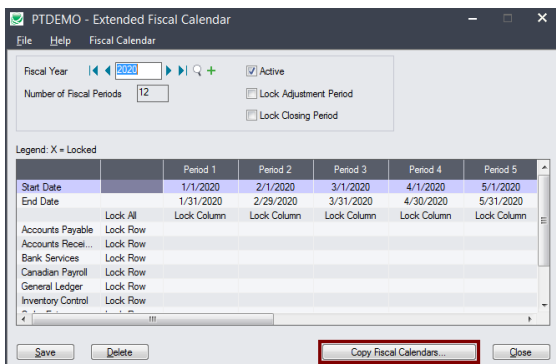 PTDEMO - Extended Fiscal Calendar
File Help Fiscal Calendar
Fiscal Year 2020 Active
Number of Fiscal Periods 12 Lock Adjustment Period
Lock Closing Period
Legend: X = Locked
Period 1 Period 2 Period 3 Period 4 Period 5
Start Date 1/1/2020 2/1/2020 3/1/2020 4/1/2020 5/1/2020
End Date 1/31/2020 2/29/2020 3/31/2020 4/30/2020 5/31/2020
Lock All Lock Column Lock Column Lock Column Lock Column Lock Column
Accounts Payable Lock Row
Accounts Recei... Lock Row
Bank Services Lock Row
Canadian Payroll Lock Row
General Ledger Lock Row
Inventory Control Lock Row
Save Delete Copy Fiscal Calendars... Close